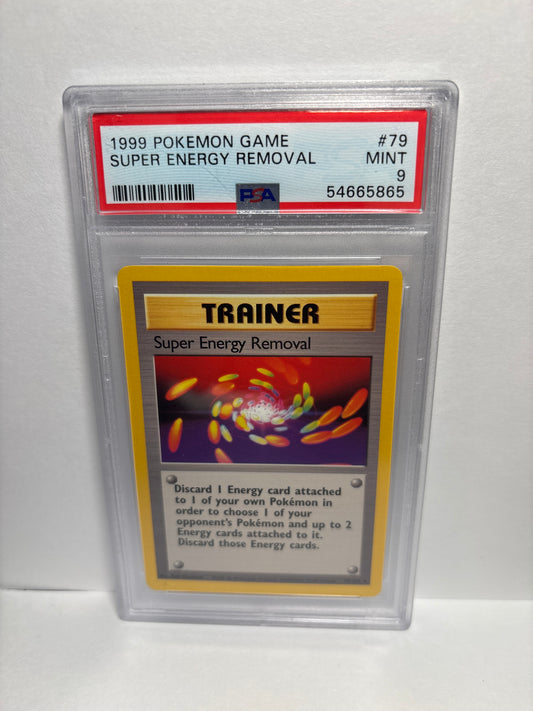 1999 POKEMON GAME #79
SUPER ENERGY REMOVAL MINT
9
PSA 54665865
TRAINER
Super Energy Removal
Discard 1 Energy card attached
to 1 of your own Pokémon in
order to choose 1 of your
opponent's Pokémon and up to 2
Energy cards attached to it.
Discard those Energy cards.